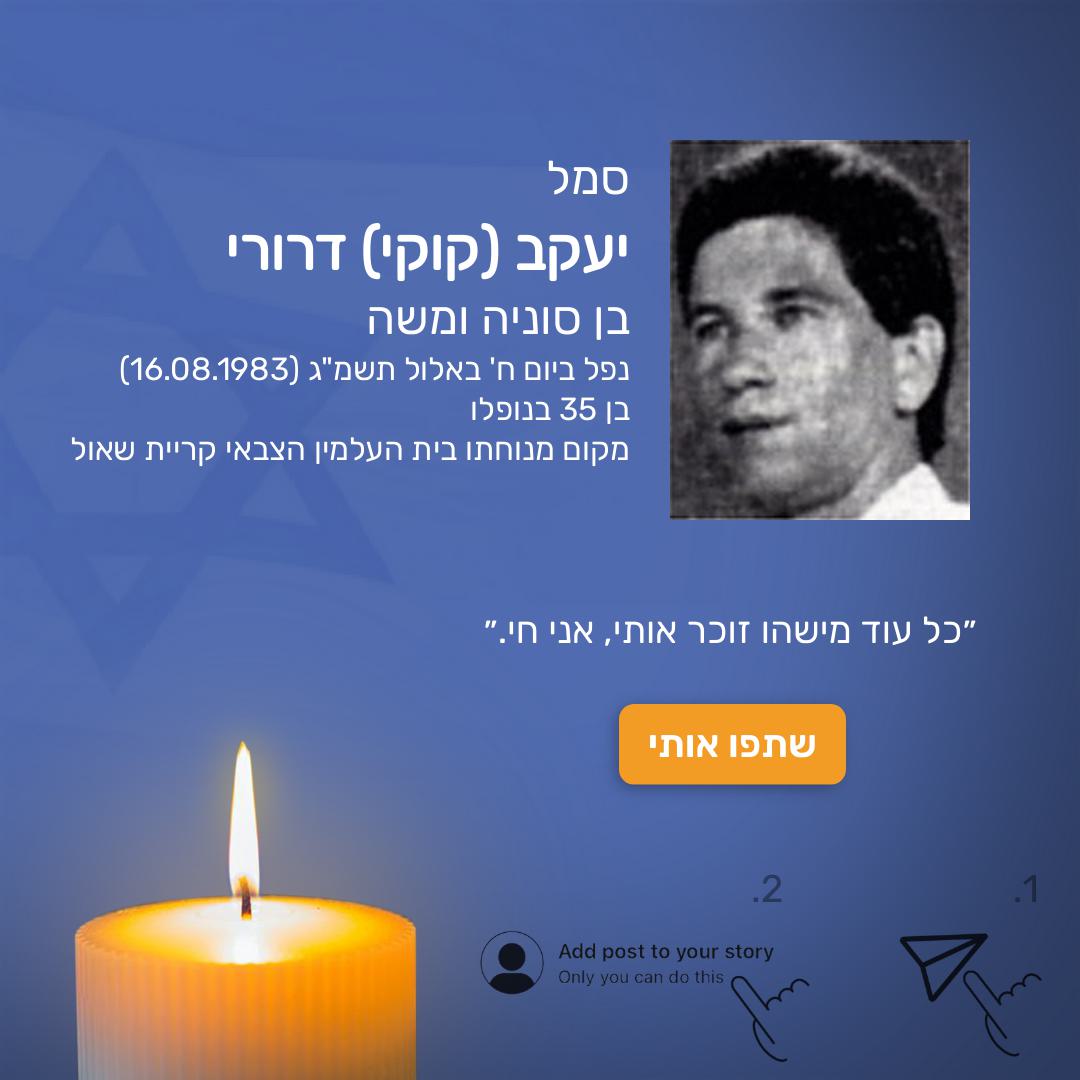 סמל
יעקב (קוקי) דרורי
בן סוניה ומשה
נפל ביום ח' באלול תשמ"ג (16.08.1983)
בן 35 בנופלו
מקום מנוחתו בית העלמין הצבאי קריית שאול
״כל עוד מישהו זוכר אותי, אני חי.״
שתפו אותי
.1
.2
Add post to your story
Only you can do this